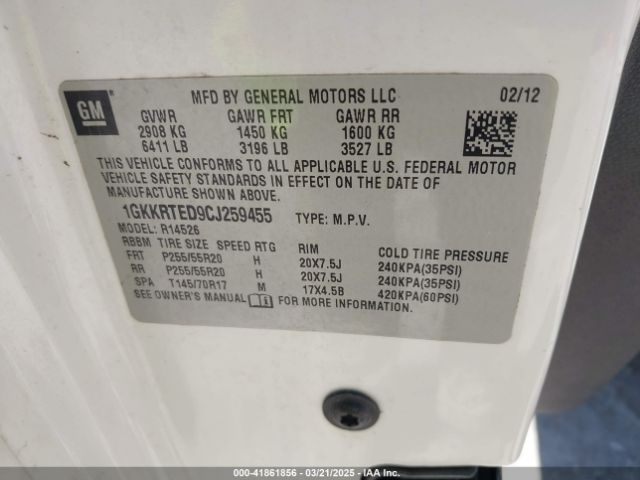 GM
MFD BY GENERAL MOTORS LLC 02/12
GVWR GAWR FRT GAWR RR
2908 KG 1450 KG 1600 KG
6411 LB 3196 LB 3527 LB
THIS VEHICLE CONFORMS TO ALL APPLICABLE U.S. FEDERAL MOTOR
VEHICLE SAFETY STANDARDS IN EFFECT ON THE DATE OF
MANUFACTURE SHOWN ABOVE.
1GKKRTED9CJ259455 TYPE: M.P.V.
MODEL: R14526
RBBM TIRE SIZE SPEED RTG RIM COLD TIRE PRESSURE
FRT P255/55R20 H 20X7.5J 240KPA(35PSI)
RR P255/55R20 H 20X7.5J 240KPA(35PSI)
SPA T145/70R17 M 17X4.5B 420KPA(60PSI)
SEE OWNER'S MANUAL FOR MORE INFORMATION.
000-41861856 - 03/21/2025 - IAA Inc.